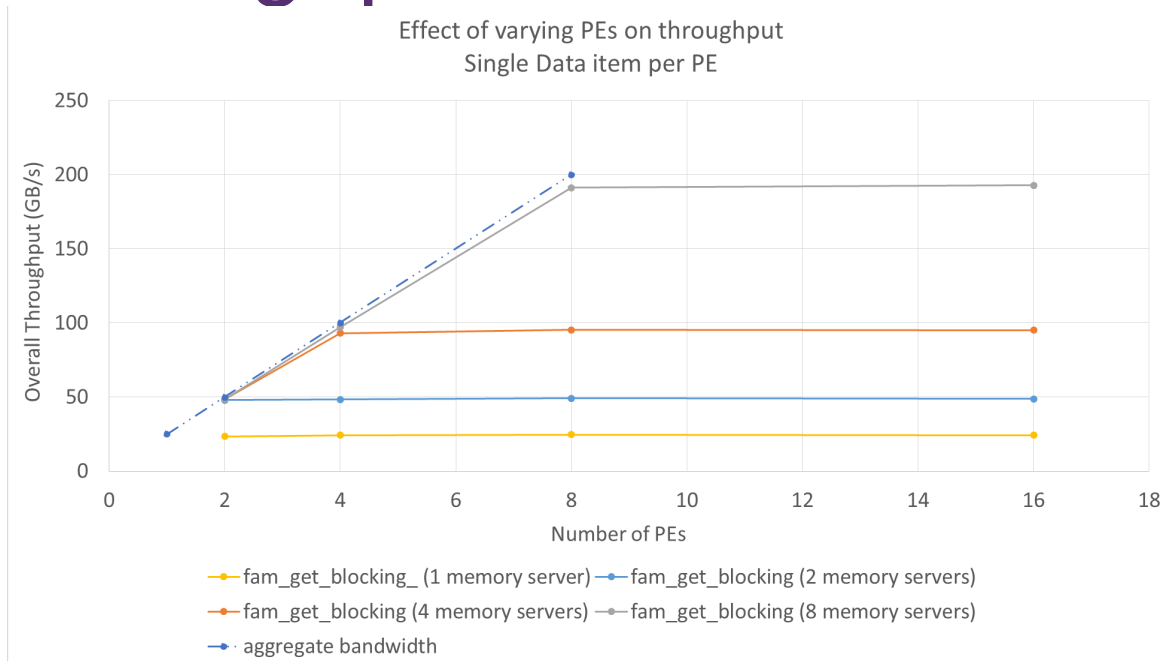 Effect of varying PEs on throughput
Single Data item per PE
250
200
150
100
50
0
Overall Throughput (GB/s)
0 2 4 6 8 10 12 14 16 18
Number of PEs
fam_get_blocking_ (1 memory server) fam_get_blocking (2 memory servers)
fam_get_blocking (4 memory servers) fam_get_blocking (8 memory servers)
aggregate bandwidth